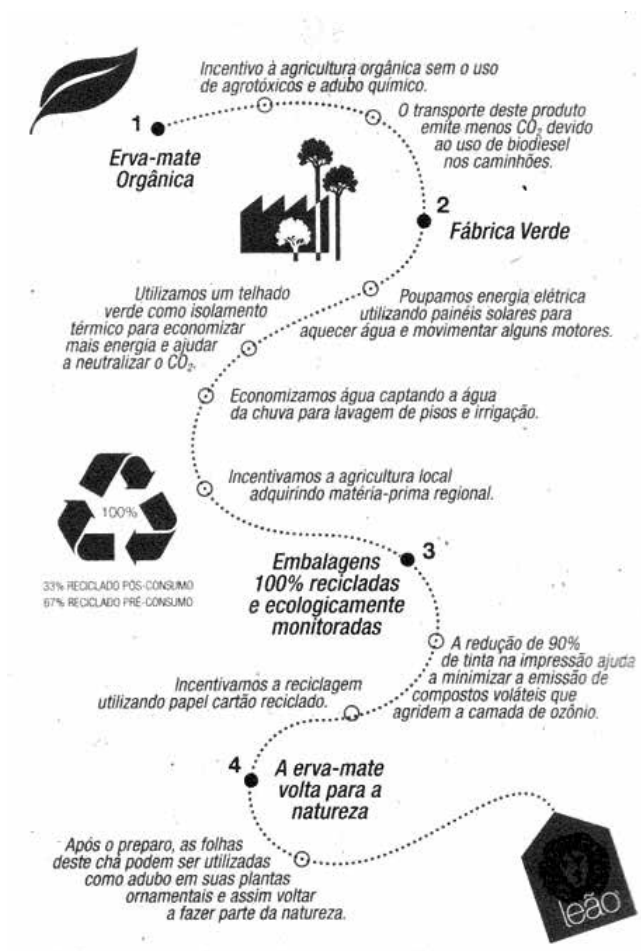 Incentivo à agricultura orgânica sem o uso
de agrotóxicos e adubo químico.
1
Erva-mate
Orgânica
O transporte deste produto
emite menos CO₂ devido
ao uso de biodiesel
nos caminhões.
2
Fábrica Verde
Poupamos energia elétrica
utilizando painéis solares para
aquecer água e movimentar alguns motores.
Utilizamos um telhado
verde como isolamento
térmico para economizar
mais energia e ajudar
a neutralizar o CO₂.
Economizamos água captando a água
da chuva para lavagem de pisos e irrigação.
Incentivamos a agricultura local
adquirindo matéria-prima regional.
100%
33% RECICLADO PÓS-CONSUMO
67% RECICLADO PRÉ-CONSUMO
3
Embalagens
100% recicladas
e ecologicamente
monitoradas
A redução de 90%
de tinta na impressão ajuda
a minimizar a emissão de
compostos voláteis que
agridem a camada de ozônio.
Incentivamos a reciclagem
utilizando papel cartão reciclado.
4
A erva-mate
volta para a
natureza
Após o preparo, as folhas
deste chá podem ser utilizadas
como adubo em suas plantas
ornamentais e assim voltar
a fazer parte da natureza.
leão